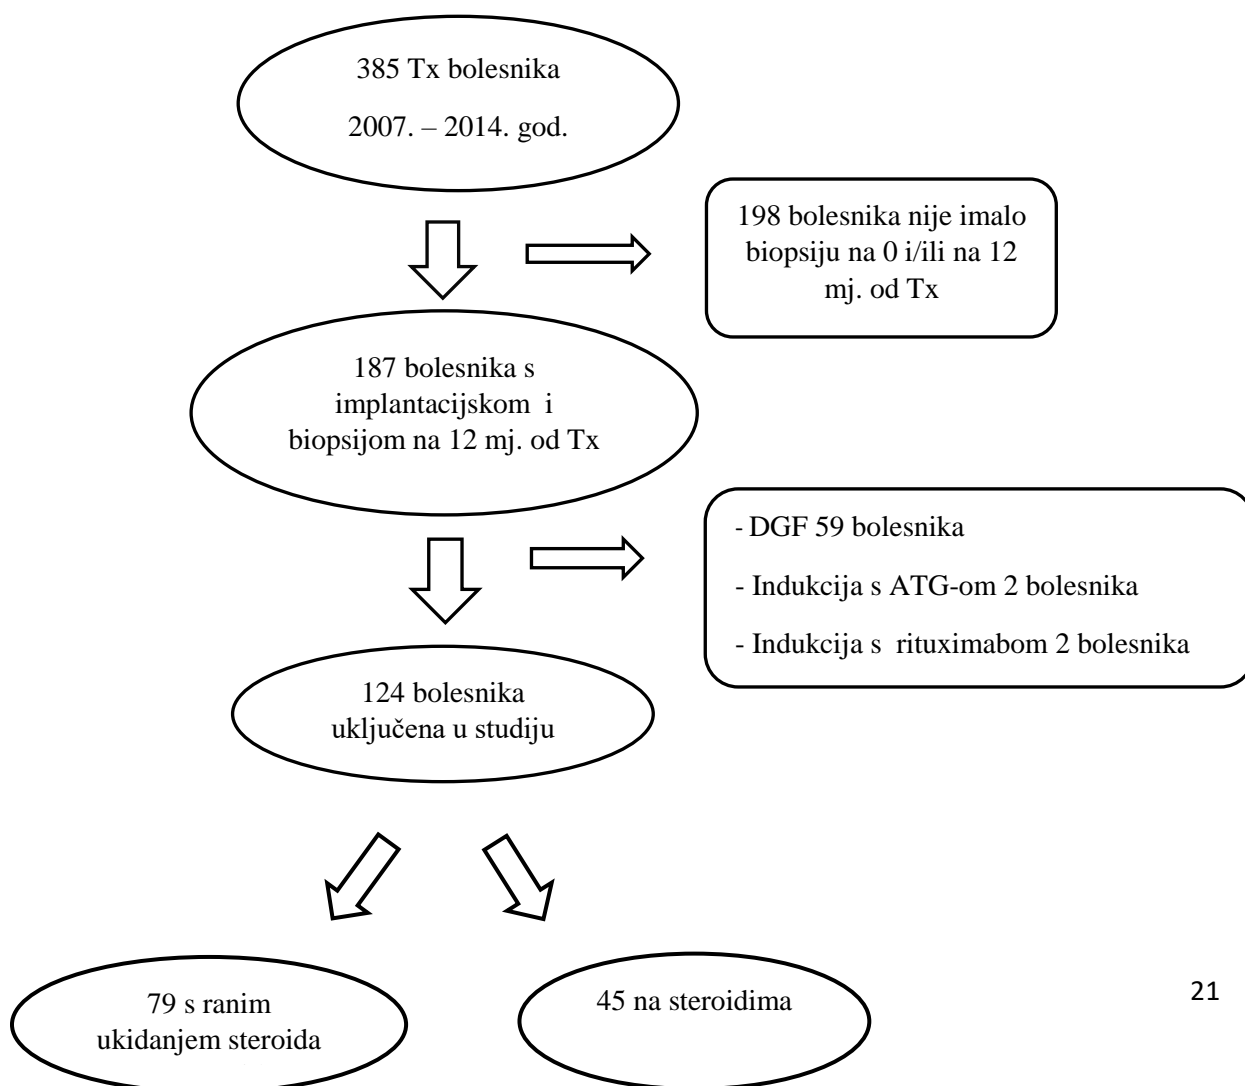 385 Tx bolesnika
2007. – 2014. god.
198 bolesnika nije imalo
biopsiju na 0 i/ili na 12
mj. od Tx
187 bolesnika s
implantacijskom i
biopsijom na 12 mj. od Tx
- DGF 59 bolesnika
- Indukcija s ATG-om 2 bolesnika
- Indukcija s rituximabom 2 bolesnika
124 bolesnika
uključena u studiju
79 s ranim
ukidanjem steroida
45 na steroidima
21